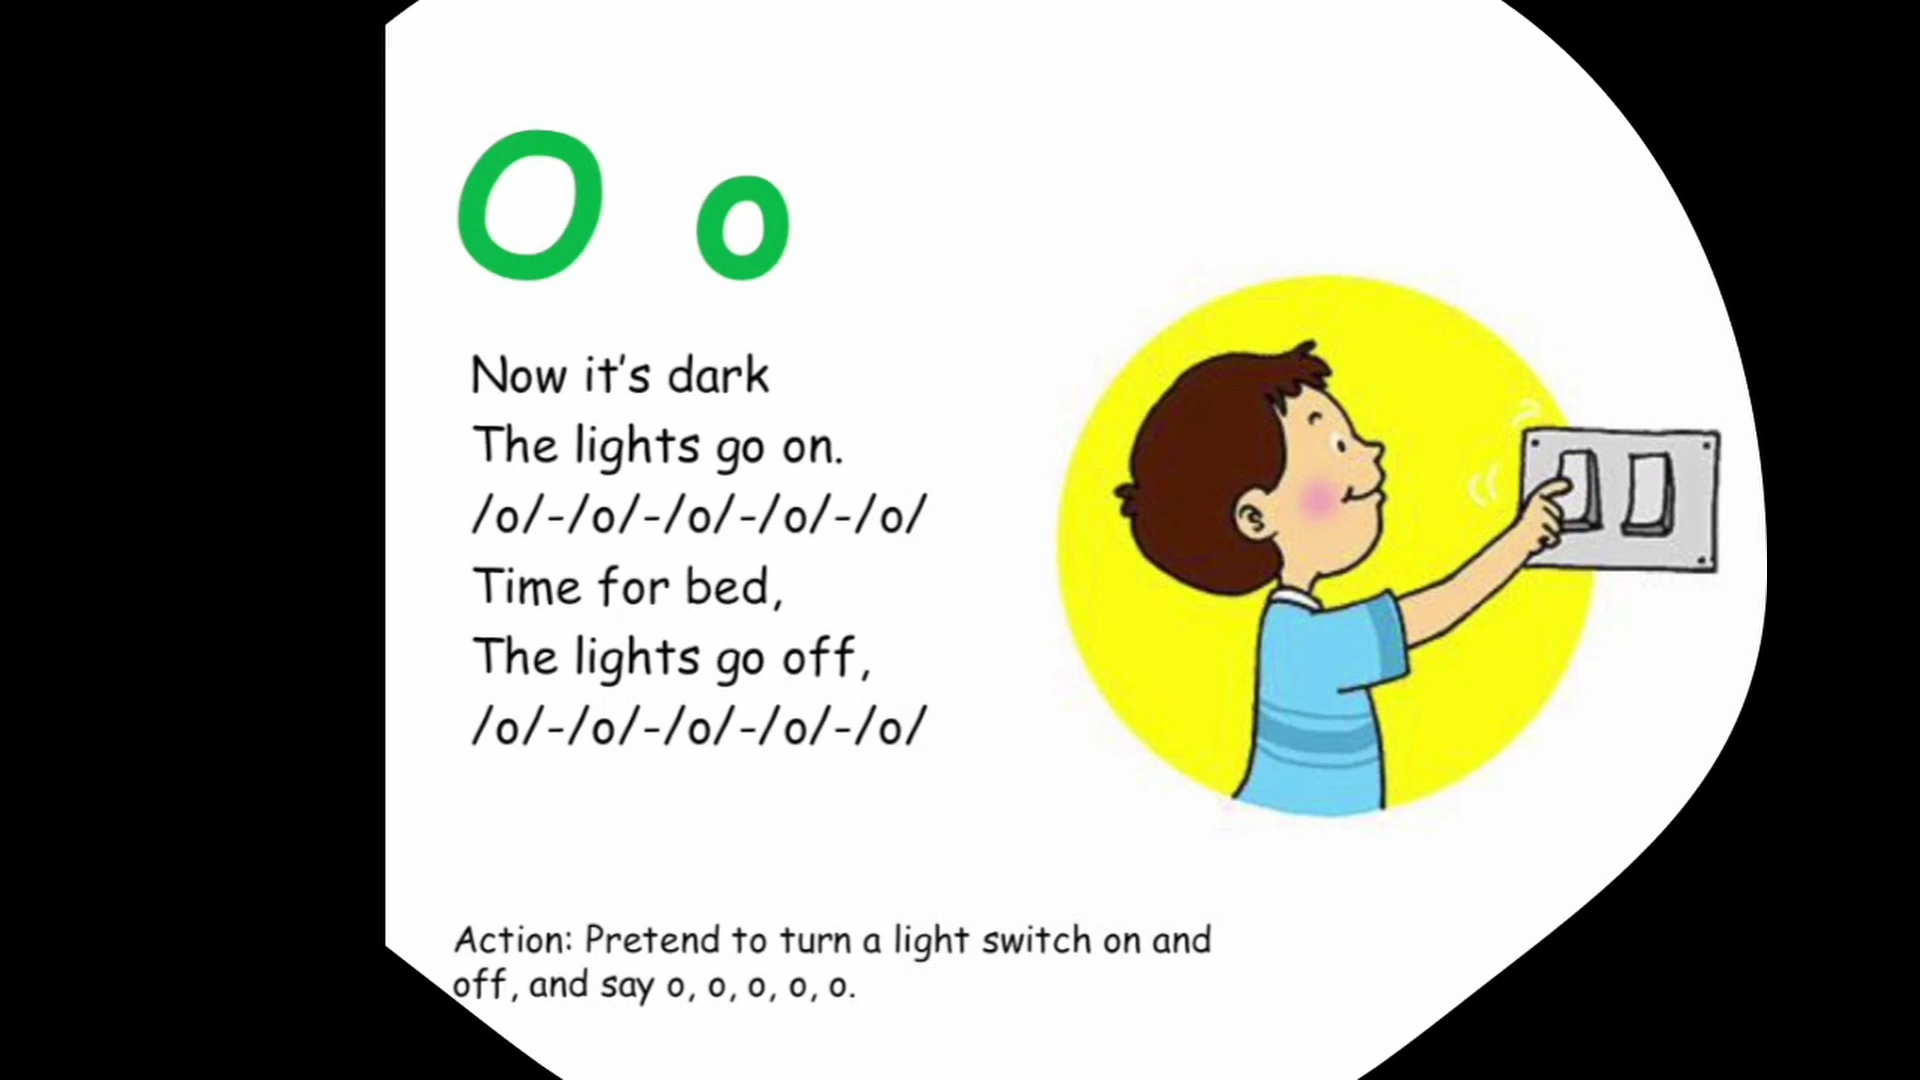 O o
Now it's dark
The lights go on.
/o/-/o/-/o/-/o/-/o/
Time for bed,
The lights go off,
/o/-/o/-/o/-/o/-/o/
Action: Pretend to turn a light switch on and
off, and say o, o, o, o, o.